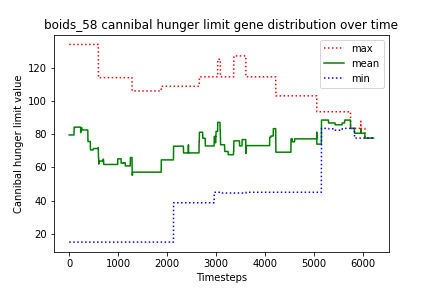 boids_58 cannibal hunger limit gene distribution over time
Cannibal hunger limit value
120
100
80
60
40
20
max
mean
min
0
1000
2000
3000
4000
5000
6000
Timesteps